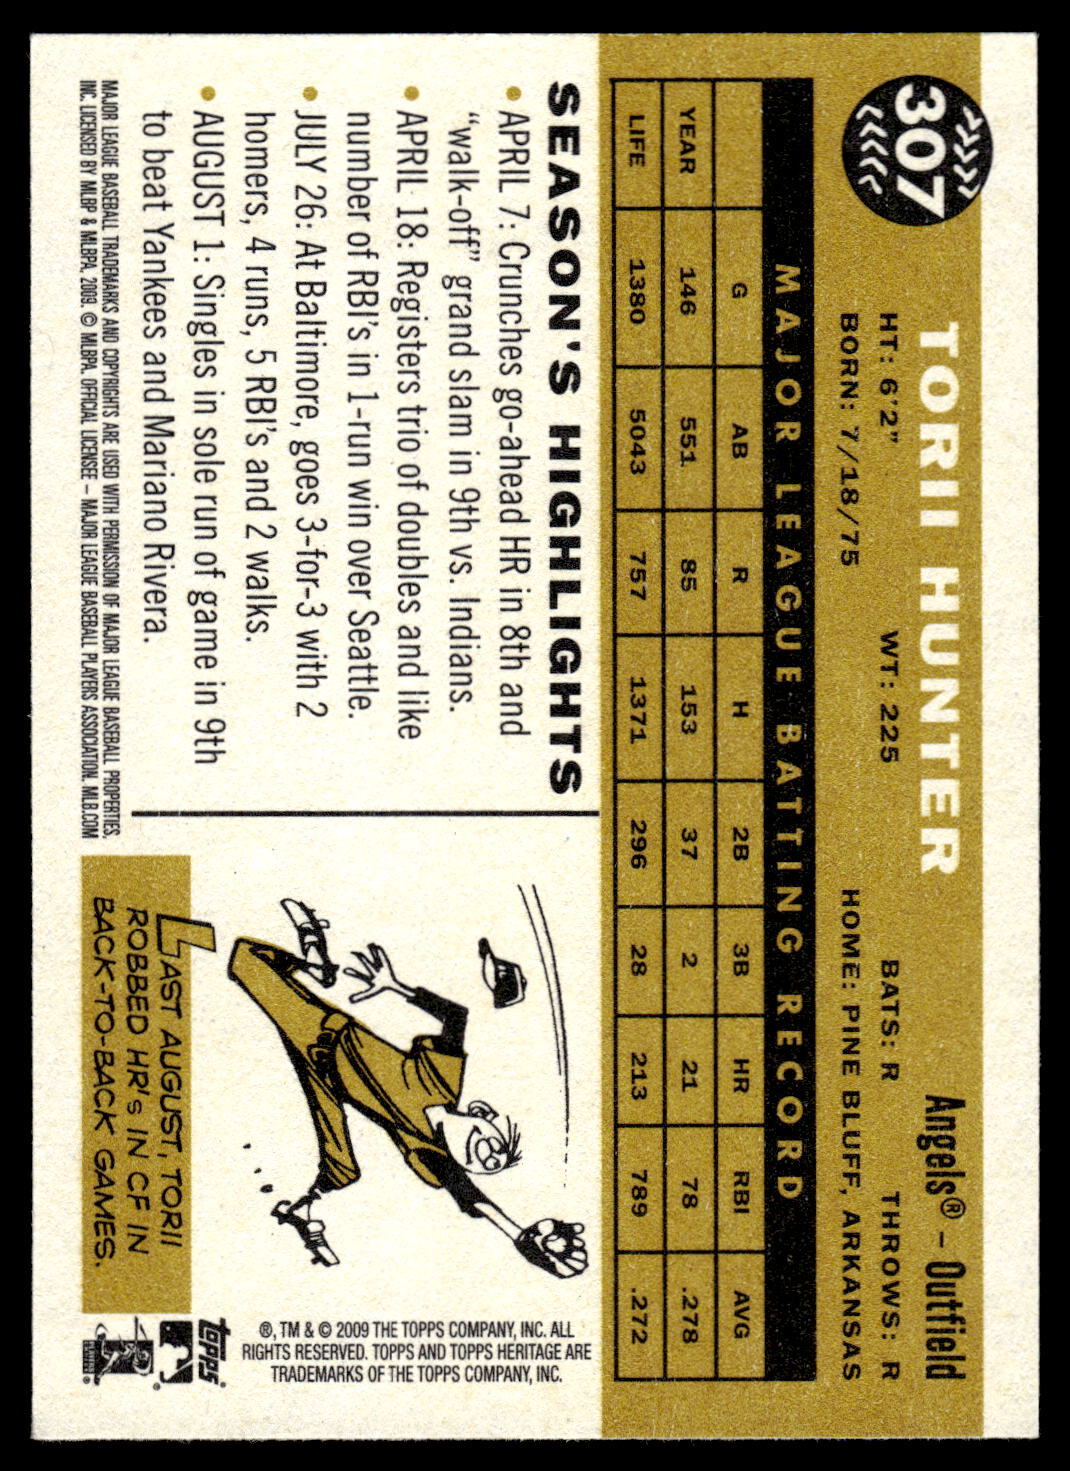 307
TORII HUNTER
Angels® – Outfield
HT: 6'2" WT: 225 BATS: R THROWS: R
BORN: 7/18/75 HOME: PINE BLUFF, ARKANSAS
MAJOR LEAGUE BATTING RECORD
G AB R H 2B 3B HR RBI AVG
YEAR 146 551 85 153 37 2 21 78 .278
LIFE 1380 5043 757 1371 296 28 213 789 .272
SEASON'S HIGHLIGHTS
• APRIL 7: Crunches go-ahead HR in 8th and
"walk-off" grand slam in 9th vs. Indians.
• APRIL 18: Registers trio of doubles and like
number of RBI's in 1-run win over Seattle.
• JULY 26: At Baltimore, goes 3-for-3 with 2
homers, 4 runs, 5 RBI's and 2 walks.
• AUGUST 1: Singles in sole run of game in 9th
to beat Yankees and Mariano Rivera.
MAJOR LEAGUE BASEBALL TRADEMARKS AND COPYRIGHTS ARE USED WITH PERMISSION OF MAJOR LEAGUE BASEBALL PROPERTIES,
INC. LICENSED BY MLBP & MLBPA, 2009. © MLBPA. OFFICIAL LICENSEE – MAJOR LEAGUE BASEBALL PLAYERS ASSOCIATION. MLB.COM
LAST AUGUST, TORII
ROBBED HR's IN CF IN
BACK-TO-BACK GAMES.
®, TM & © 2009 THE TOPPS COMPANY, INC. ALL
RIGHTS RESERVED. TOPPS AND TOPPS HERITAGE ARE
TRADEMARKS OF THE TOPPS COMPANY, INC.
topps®